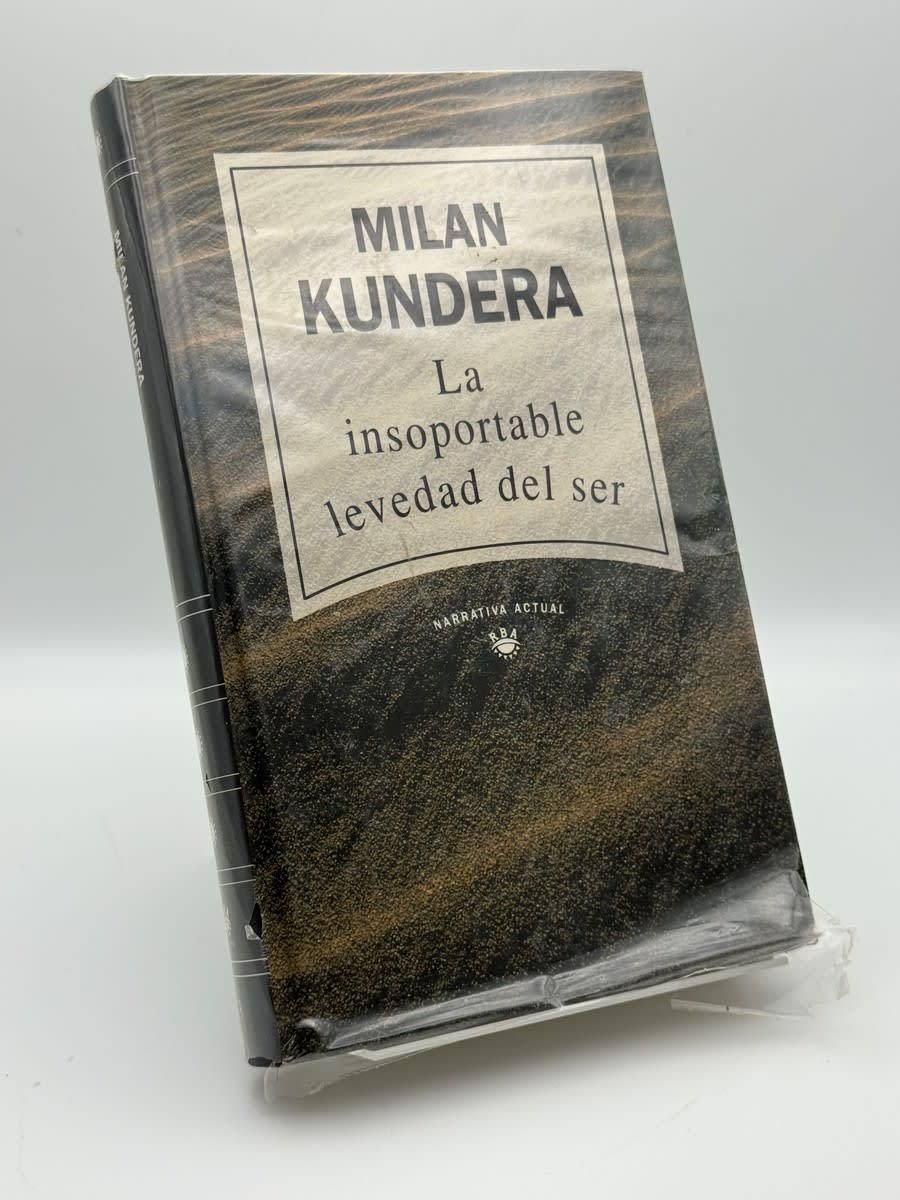 MILAN
KUNDERA
La
insoportable
levedad del ser
NARRATIVA ACTUAL
RBA
MILAN KUNDERA